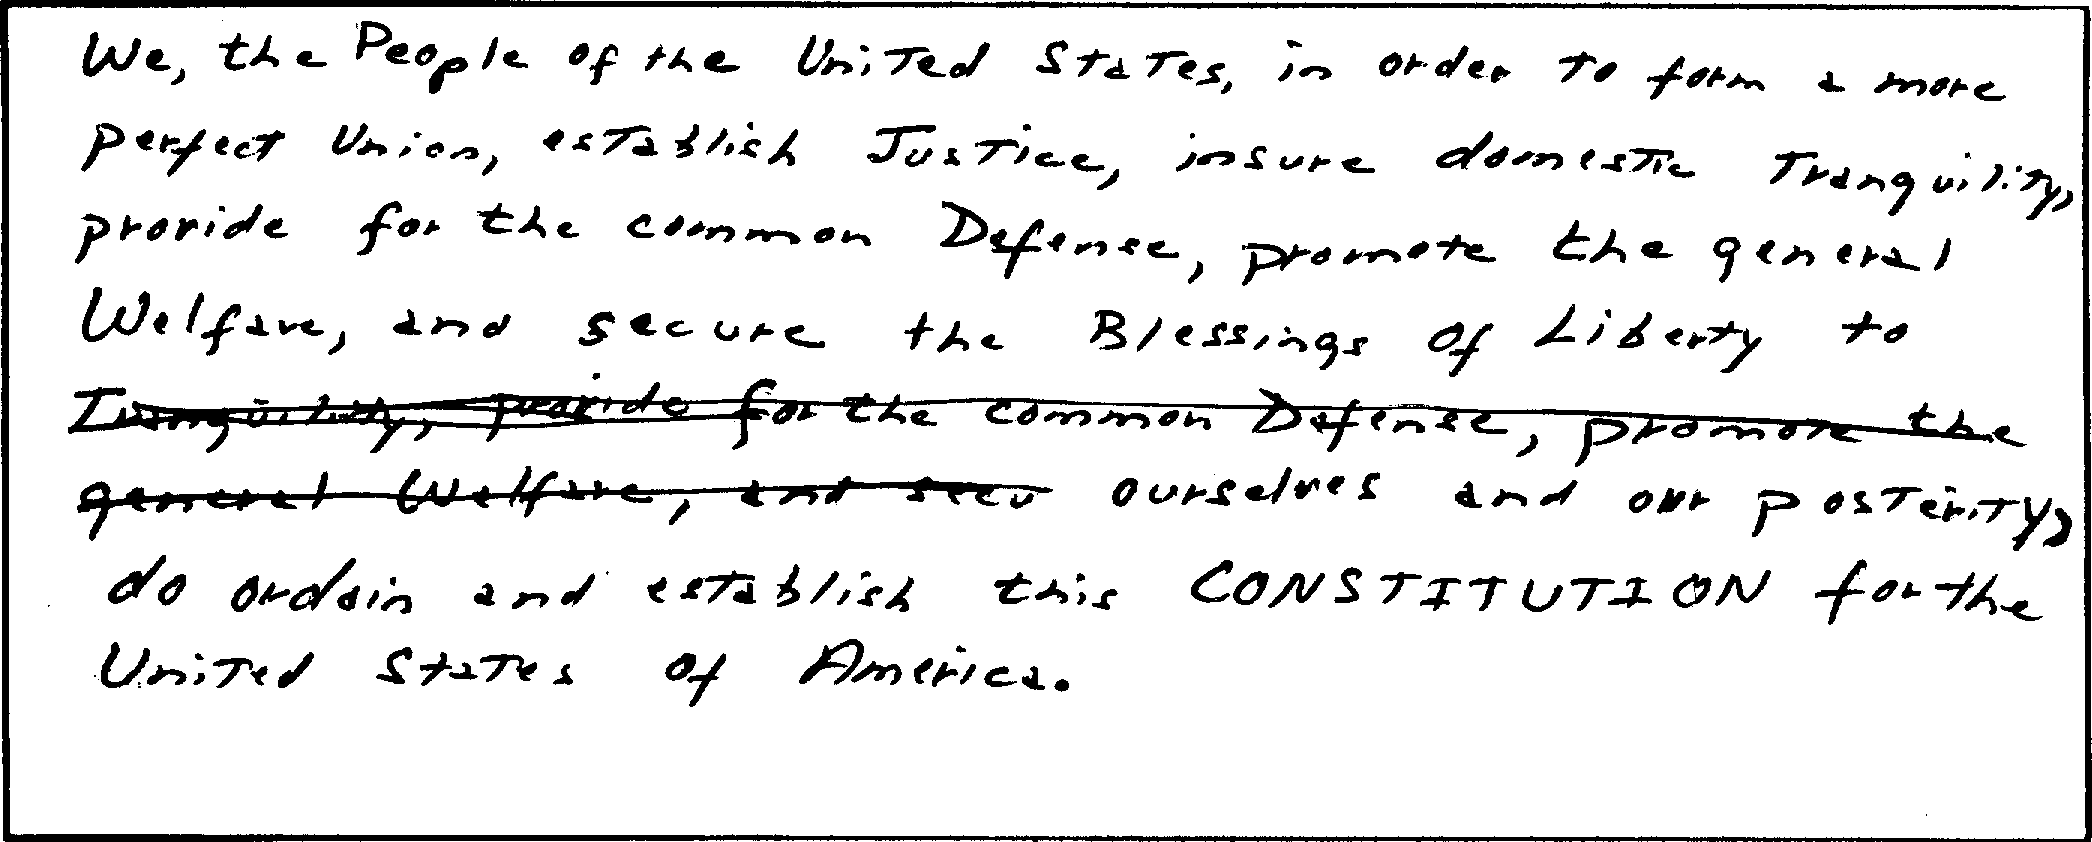 We, the People of the United States, in order to form a more
perfect Union, establish Justice, insure domestic Tranquility,
provide for the common Defense, promote the general
Welfare, and secure the Blessings of Liberty to
Tranquility, provide for the common Defense, promote the
general Welfare, and secu ourselves and our posterity,
do ordain and establish this CONSTITUTION for the
United States of America.